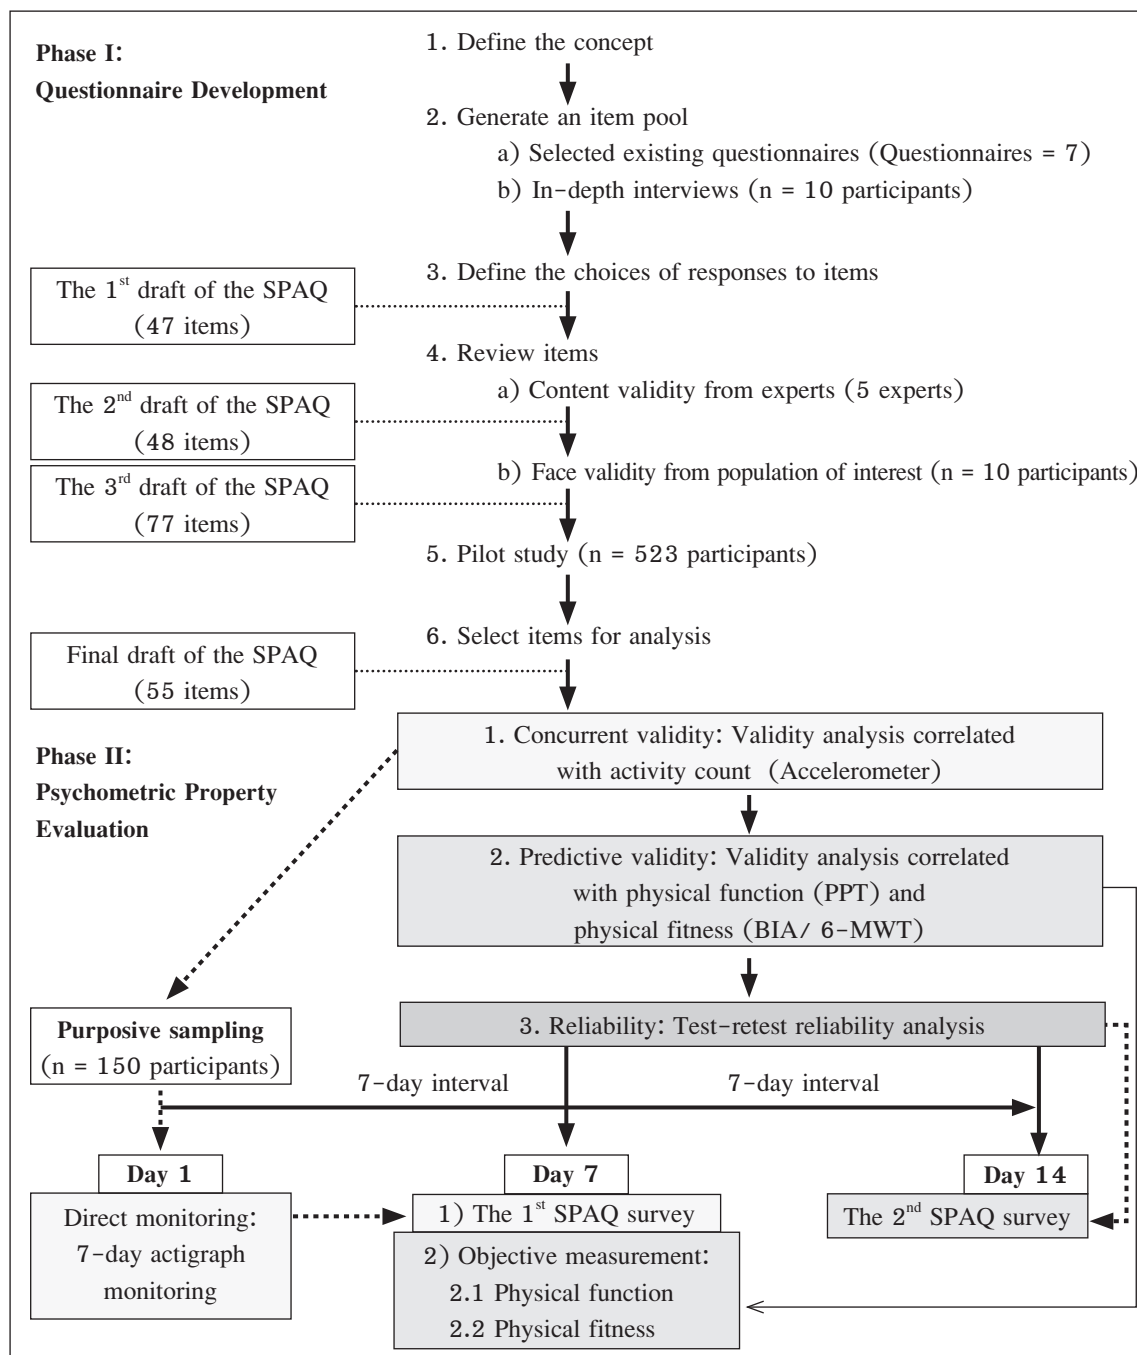 Phase I:
Questionnaire Development
1. Define the concept
2. Generate an item pool
a) Selected existing questionnaires (Questionnaires = 7)
b) In-depth interviews (n = 10 participants)
3. Define the choices of responses to items
The 1st draft of the SPAQ
(47 items)
4. Review items
a) Content validity from experts (5 experts)
The 2nd draft of the SPAQ
(48 items)
b) Face validity from population of interest (n = 10 participants)
The 3rd draft of the SPAQ
(77 items)
5. Pilot study (n = 523 participants)
6. Select items for analysis
Final draft of the SPAQ
(55 items)
Phase II:
Psychometric Property
Evaluation
1. Concurrent validity: Validity analysis correlated
with activity count (Accelerometer)
2. Predictive validity: Validity analysis correlated
with physical function (PPT) and
physical fitness (BIA/ 6-MWT)
3. Reliability: Test-retest reliability analysis
Purposive sampling
(n = 150 participants)
7-day interval
7-day interval
Day 1
Direct monitoring:
7-day actigraph
monitoring
Day 7
1) The 1st SPAQ survey
2) Objective measurement:
2.1 Physical function
2.2 Physical fitness
Day 14
The 2nd SPAQ survey